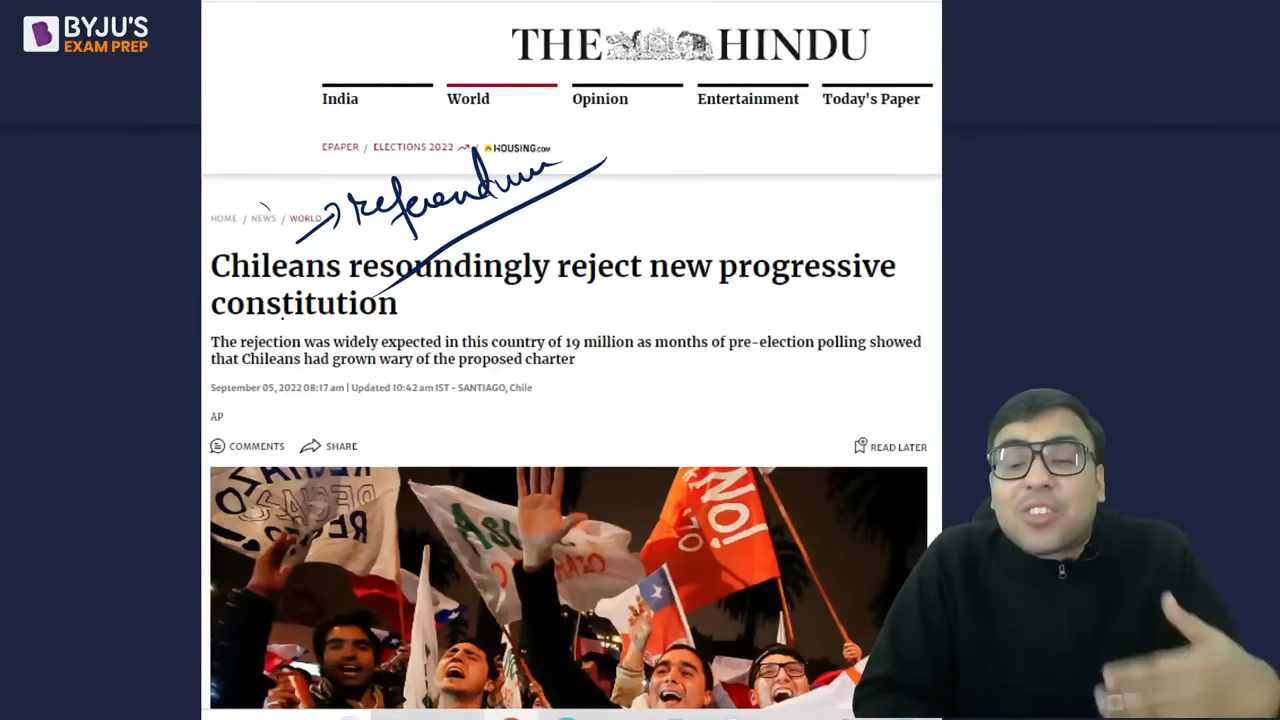 BYJU'S
EXAM PREP
THE HINDU
India World Opinion Entertainment Today's Paper
EPAPER / ELECTIONS 2022 / HOUSING.COM
referendum
HOME / NEWS / WORLD
Chileans resoundingly reject new progressive
constitution
The rejection was widely expected in this country of 19 million as months of pre-election polling showed
that Chileans had grown wary of the proposed charter
September 05, 2022 08:17 am | Updated 10:42 am IST - SANTIAGO, Chile
AP
COMMENTS SHARE READ LATER